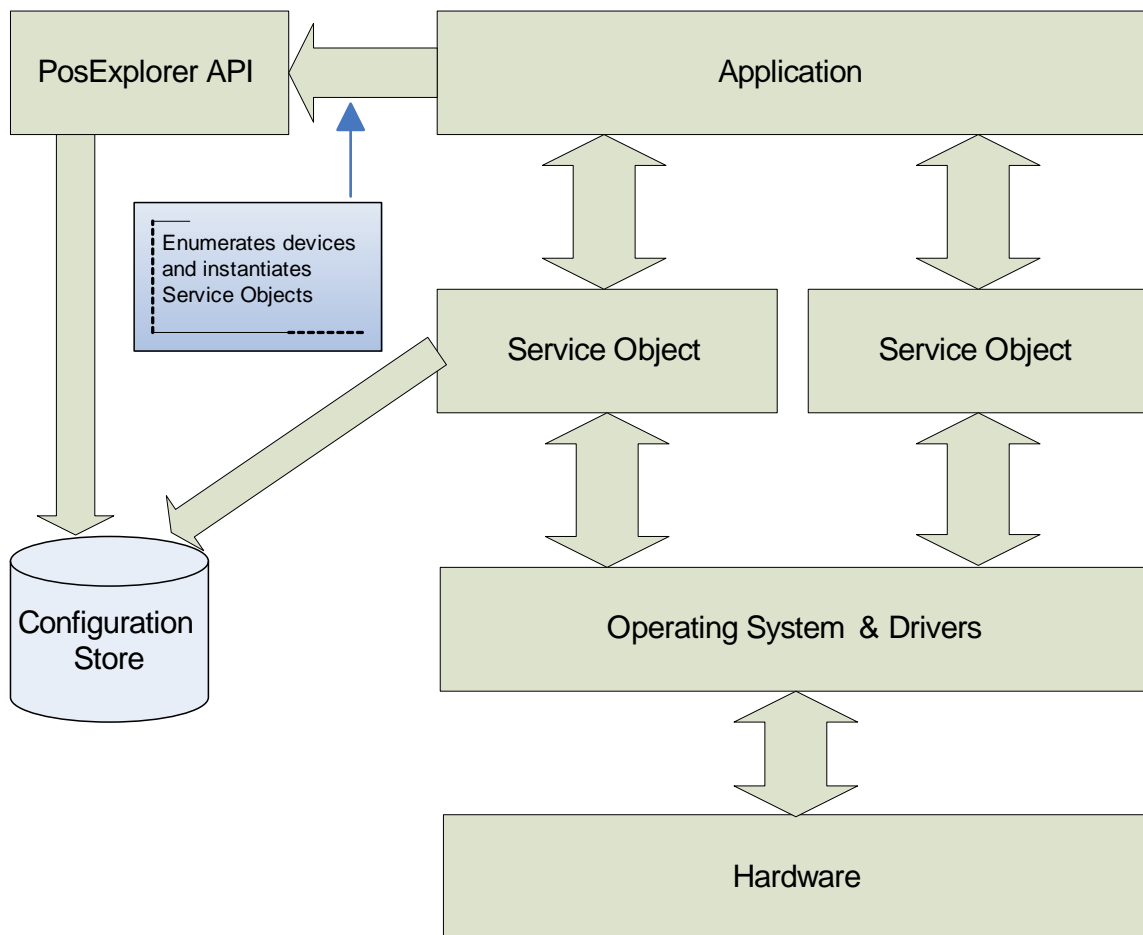 PosExplorer API
Application
Enumerates devices
and instantiates
Service Objects
Service Object
Service Object
Configuration
Store
Operating System & Drivers
Hardware